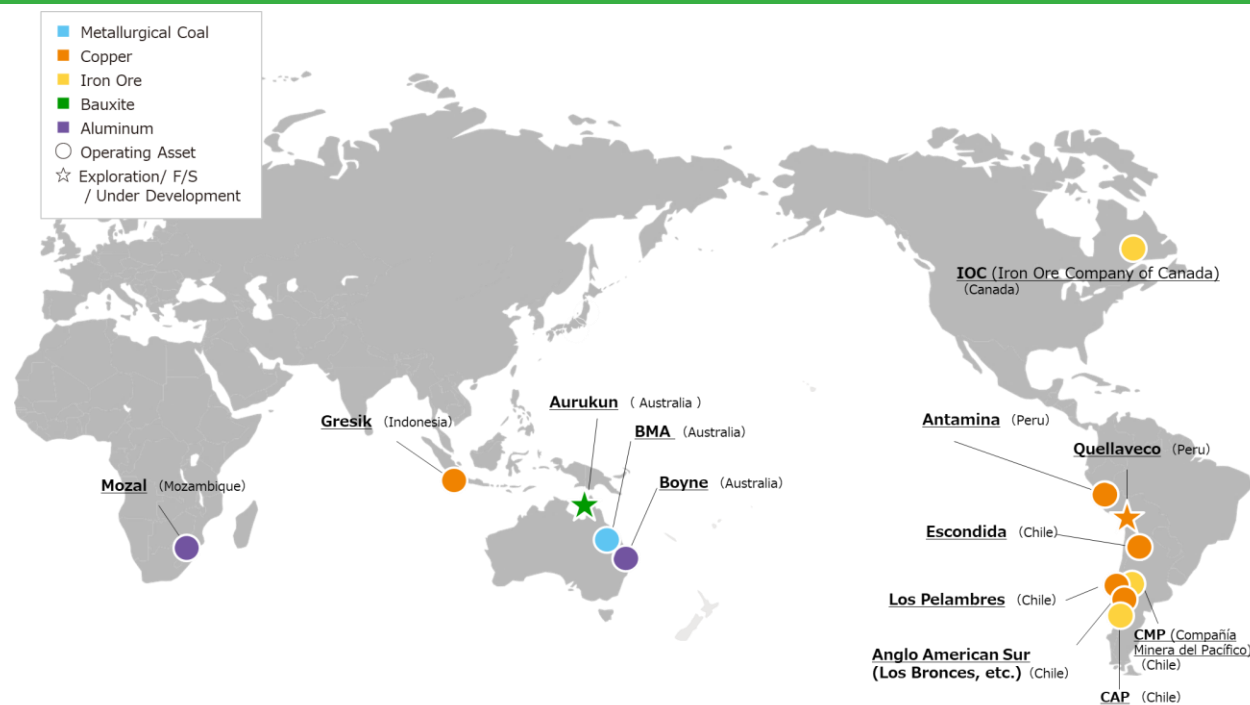 Metallurgical Coal
Copper
Iron Ore
Bauxite
Aluminum
Operating Asset
Exploration/ F/S
/ Under Development
IOC (Iron Ore Company of Canada)
(Canada)
Aurukun ( Australia )
Gresik (Indonesia)
BMA (Australia)
Antamina (Peru)
Quellaveco (Peru)
Mozal (Mozambique)
Boyne (Australia)
Escondida (Chile)
Los Pelambres (Chile)
CMP (Compañía
Minera del Pacífico)
(Chile)
Anglo American Sur
(Los Bronces, etc.) (Chile)
CAP (Chile)